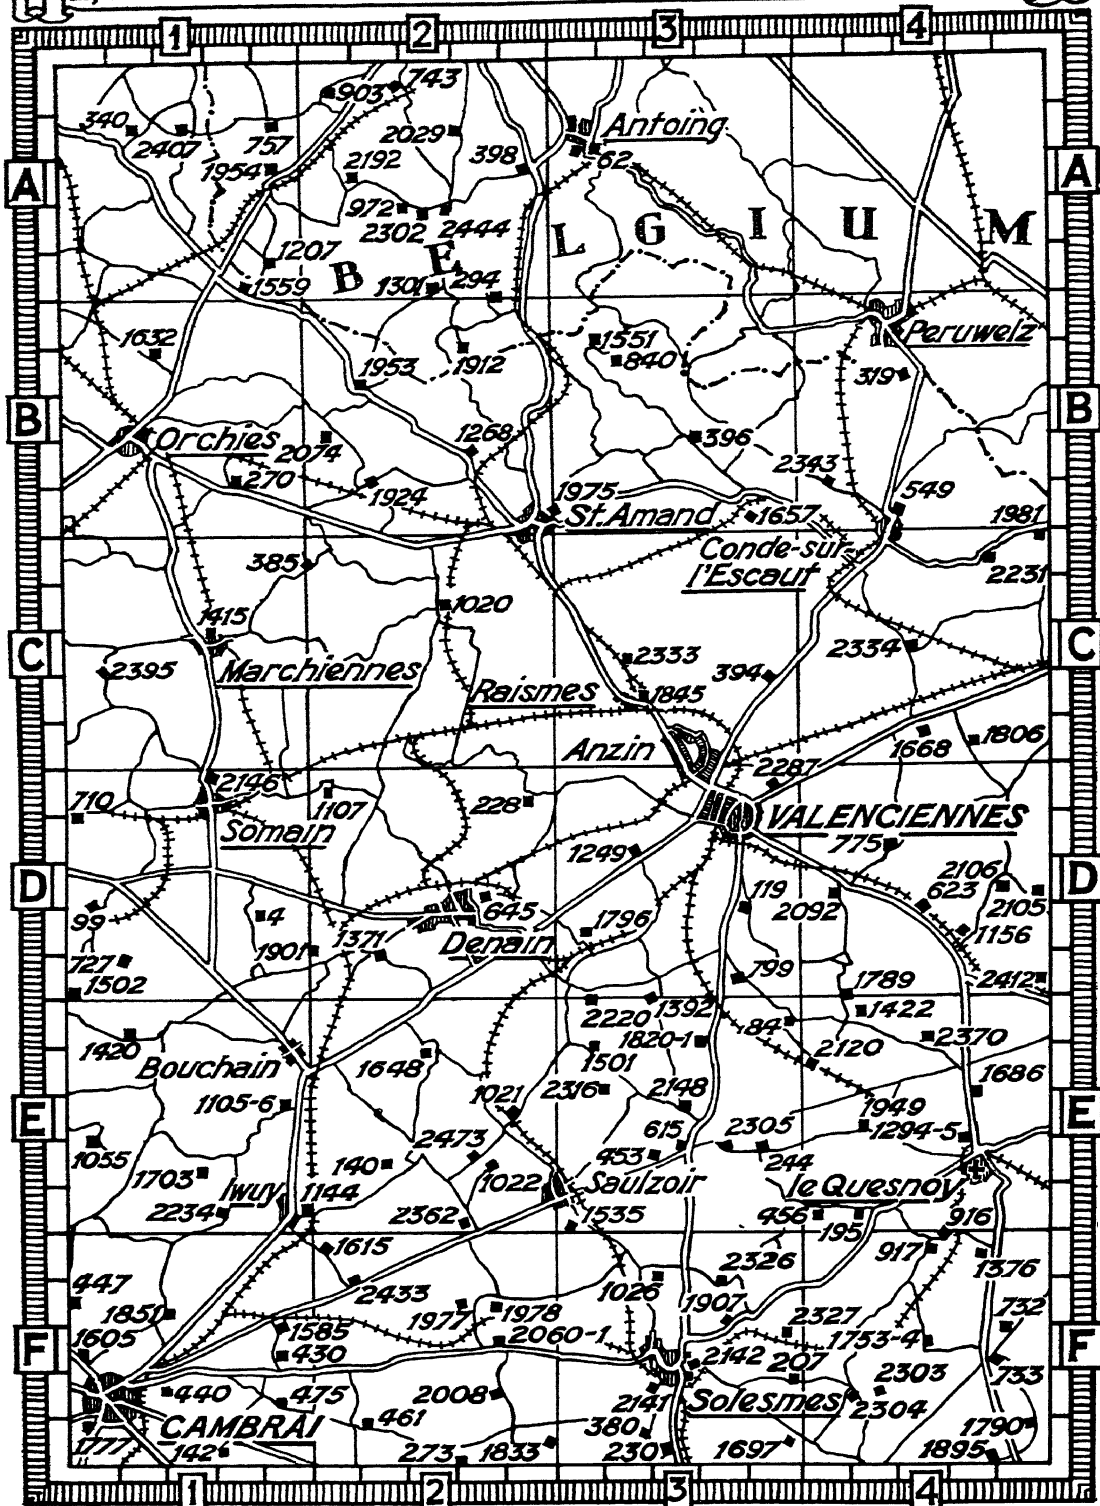 1 2 3 4
A A
903 743
340 2407 757 2029 Antoing
1954 2192 398 62
972 2302 2444
BELGIUM
1207 1559 1301 294
1632 1551 Peruwelz
1953 1912 840 319
B B
Orchies 2074 1268 396
270 1924 2343
1975 549 1981
St. Amand 1657
Conde-sur-
l'Escaut
385 2231
1020
1415
C C
2395 Marchiennes 2333 394 2334
Raismes 1845
Anzin 1668 1806
2146 2287
710 1107 228 VALENCIENNES
Somain 775
1249
D D
2106
99 4 645 119 2092 623 2105
1901 1371 Denain 1796 1156
727 799 2412
1502 1789
2220 1392 84 1422
1420 1820-1 2370
Bouchain 1648 1501 2120
1021 2316 2148 1686
1105-6 1949
E E
2473 615 2305 1294-5
1055 140 453 244
1703 1022 Saulzoir le Quesnoy
Iwuy 1144
2234 2362 1535 456 195 916
1615 917
2326 1376
447 2433 1026
1851 1977 1978 1907 2327 732
1605 1585 2060-1 1753-4
F F
430 2142 207 2303 733
440 475 2008 2141 Solesmes 2304
CAMBRAI 461 380 1790
1777 142 273 1833 230 1697 1895
1 2 3 4